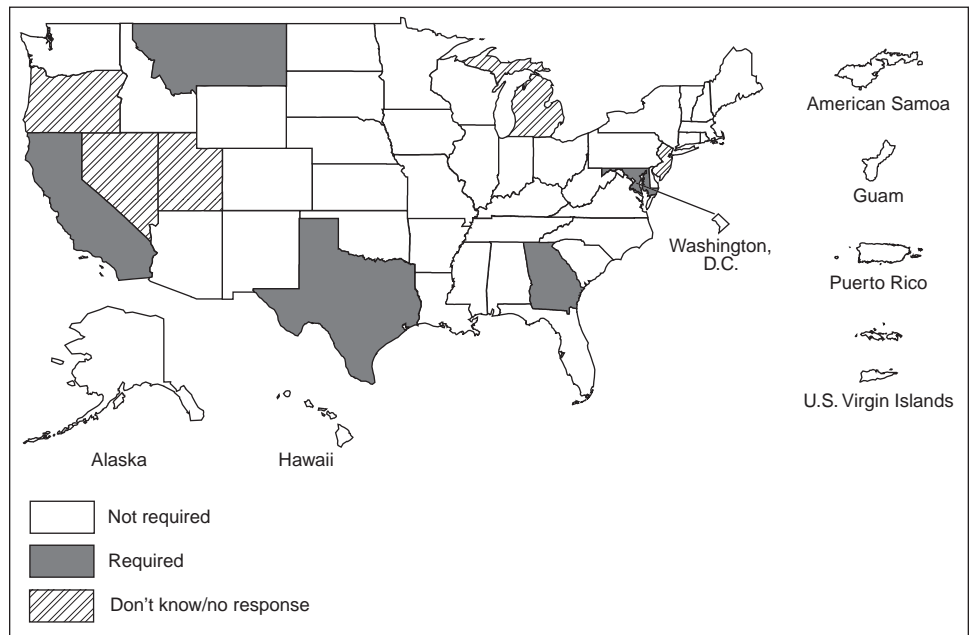 American Samoa
Guam
Washington,
D.C.
Puerto Rico
U.S. Virgin Islands
Alaska
Hawaii
Not required
Required
Don't know/no response